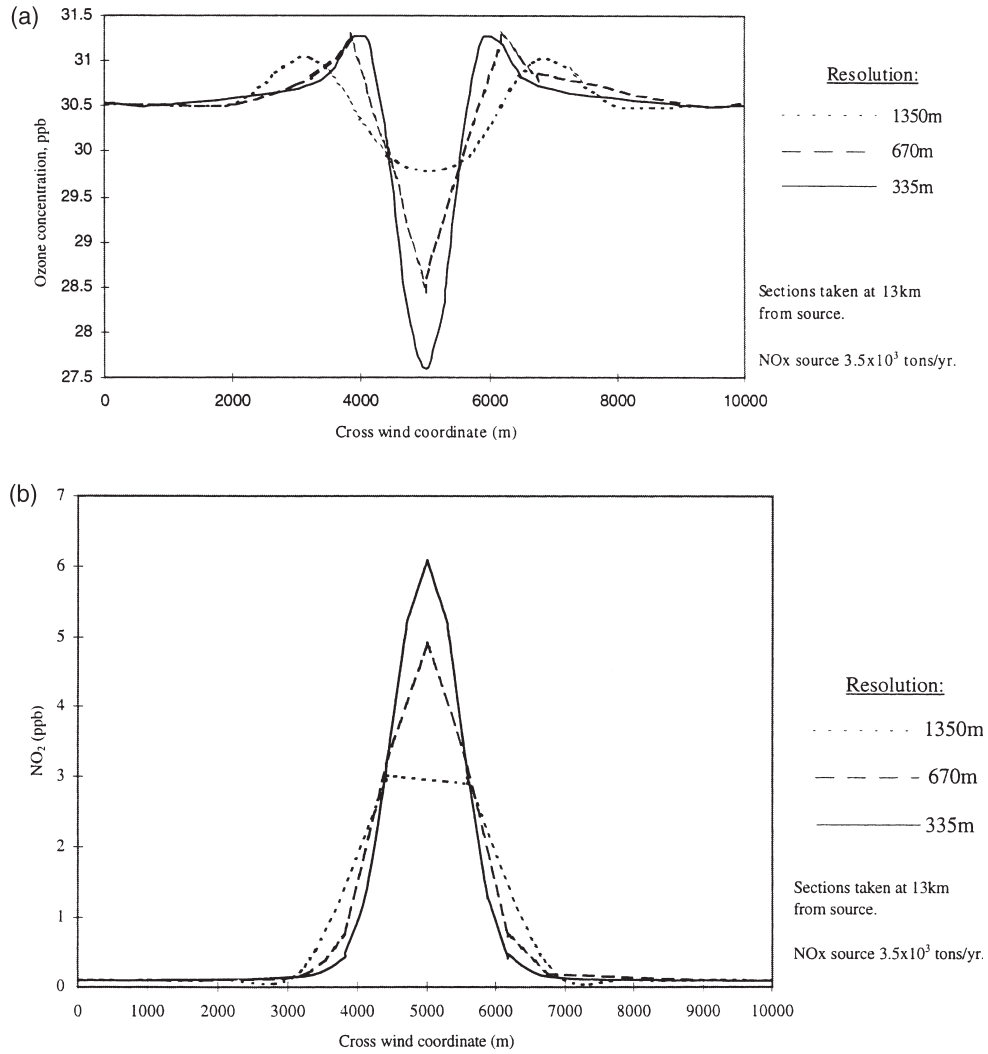 (a)
31.5
31
30.5
30
29.5
29
28.5
28
27.5
Ozone concentration, ppb
0 2000 4000 6000 8000 10000
Cross wind coordinate (m)
Resolution:
1350m
670m
335m
Sections taken at 13km
from source.
NOx source 3.5x10³ tons/yr.
(b)
7
6
5
4
3
2
1
0
NO₂ (ppb)
0 1000 2000 3000 4000 5000 6000 7000 8000 9000 10000
Cross wind coordinate (m)
Resolution:
1350m
670m
335m
Sections taken at 13km
from source.
NOx source 3.5x10³ tons/yr.